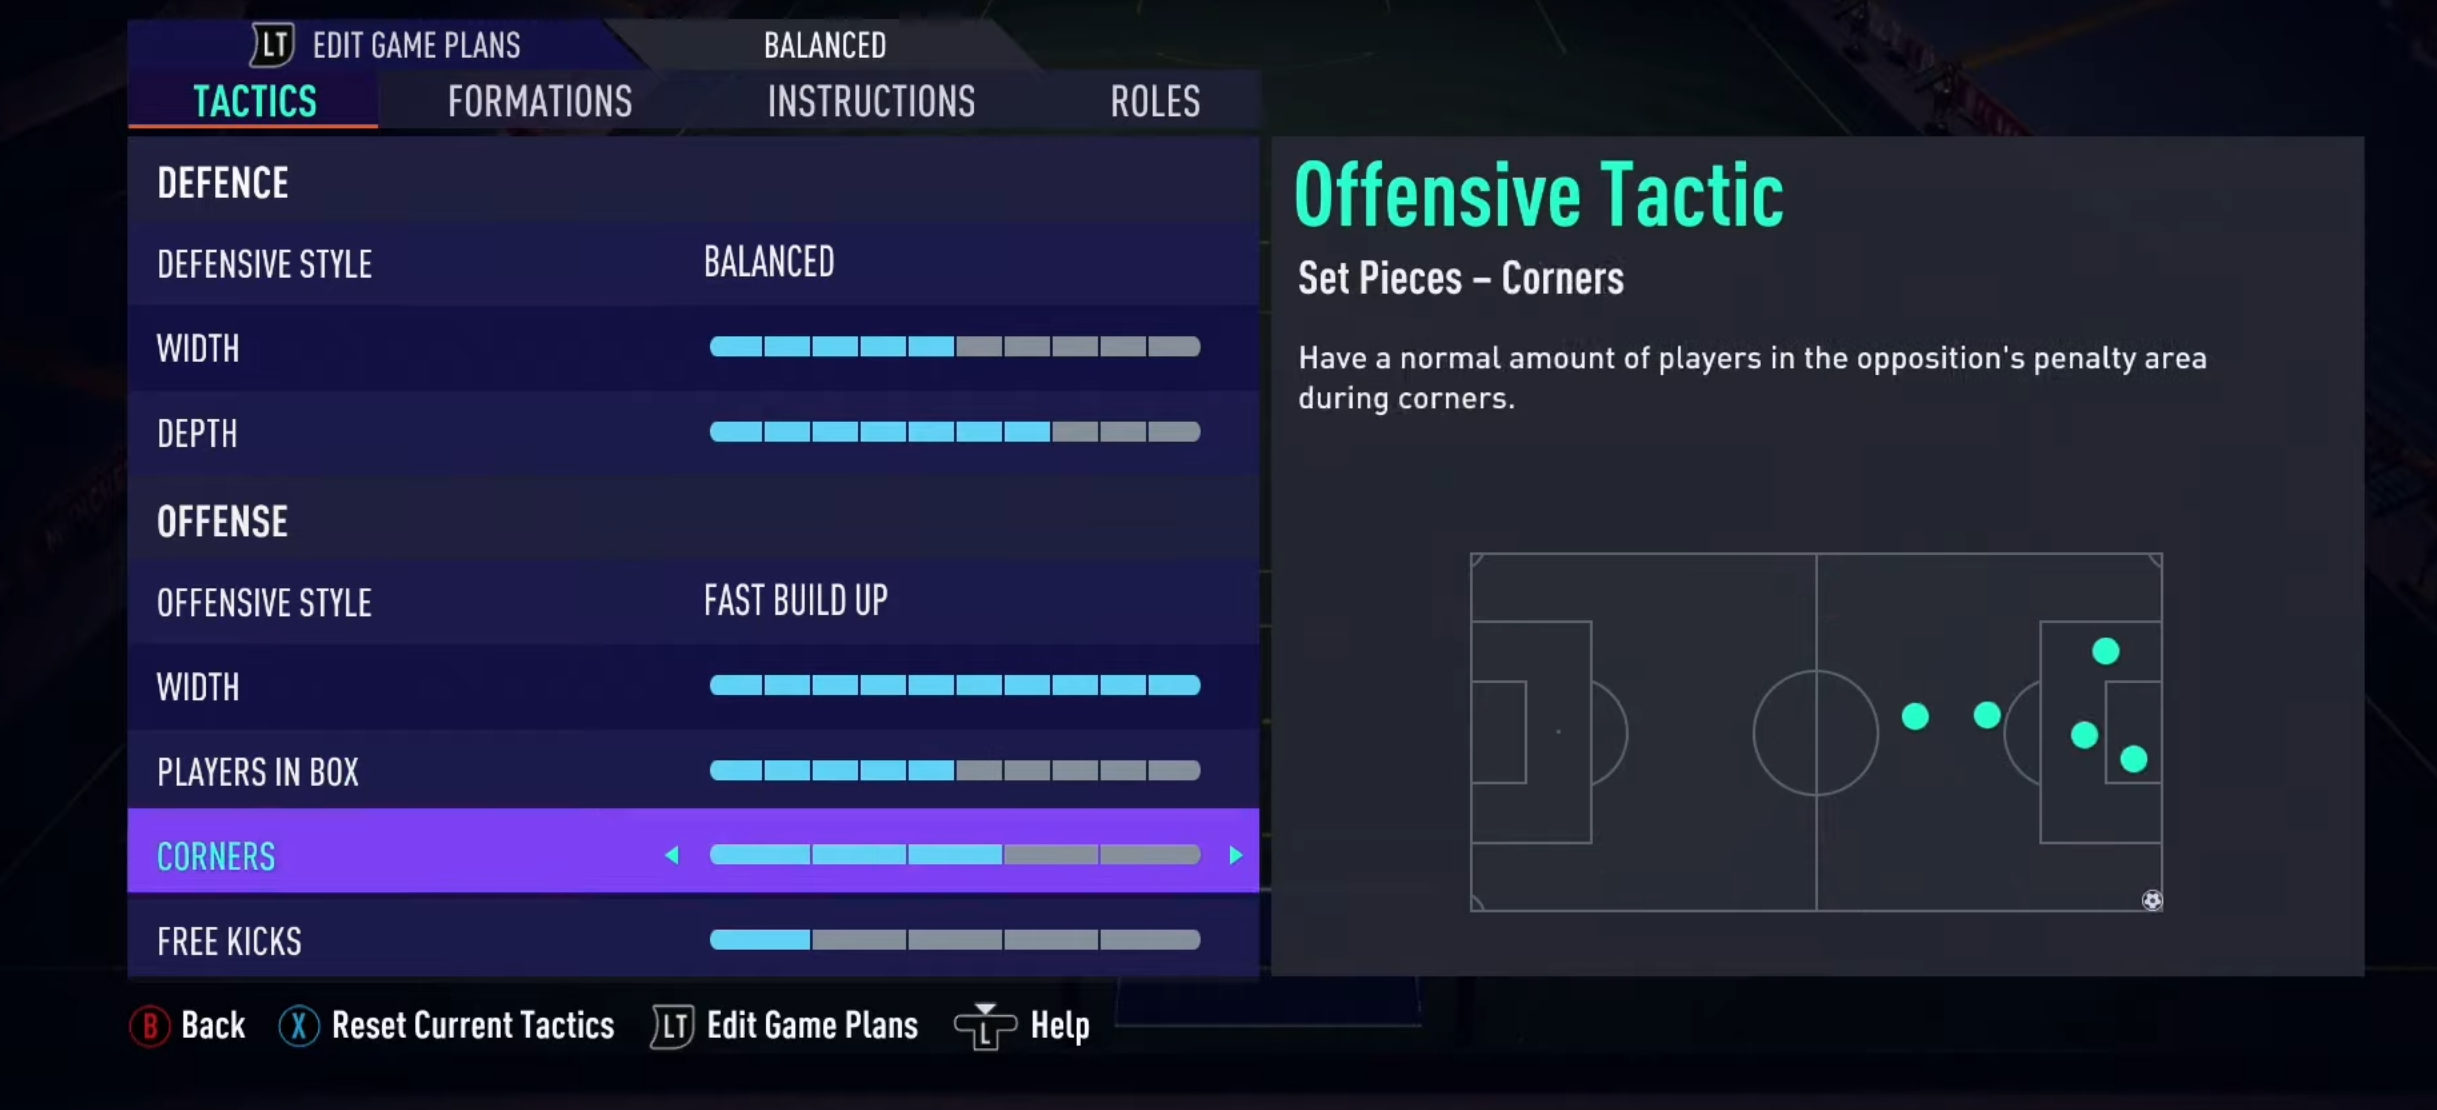 LT EDIT GAME PLANS
BALANCED
TACTICS
FORMATIONS
INSTRUCTIONS
ROLES
DEFENCE
DEFENSIVE STYLE
BALANCED
WIDTH
DEPTH
OFFENSE
OFFENSIVE STYLE
FAST BUILD UP
WIDTH
PLAYERS IN BOX
CORNERS
FREE KICKS
Offensive Tactic
Set Pieces – Corners
Have a normal amount of players in the opposition's penalty area
during corners.
B Back
X Reset Current Tactics
LT Edit Game Plans
L Help